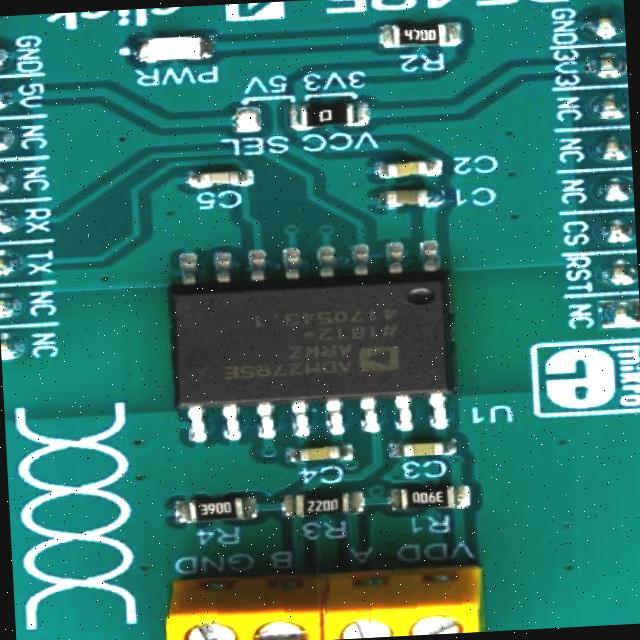 4700
PWR
R2
GND|5V|NC|NC|RX|TX|NC|NC
GND|3V3|NC|NC|NC|CS|RST|NC
5V 3V3
VCC SEL
C2
C5
C1
ADM2795E
ARWZ
#1812
U1
C4
C3
3900
2200
3900
R4
R3
R1
GND B A VDD